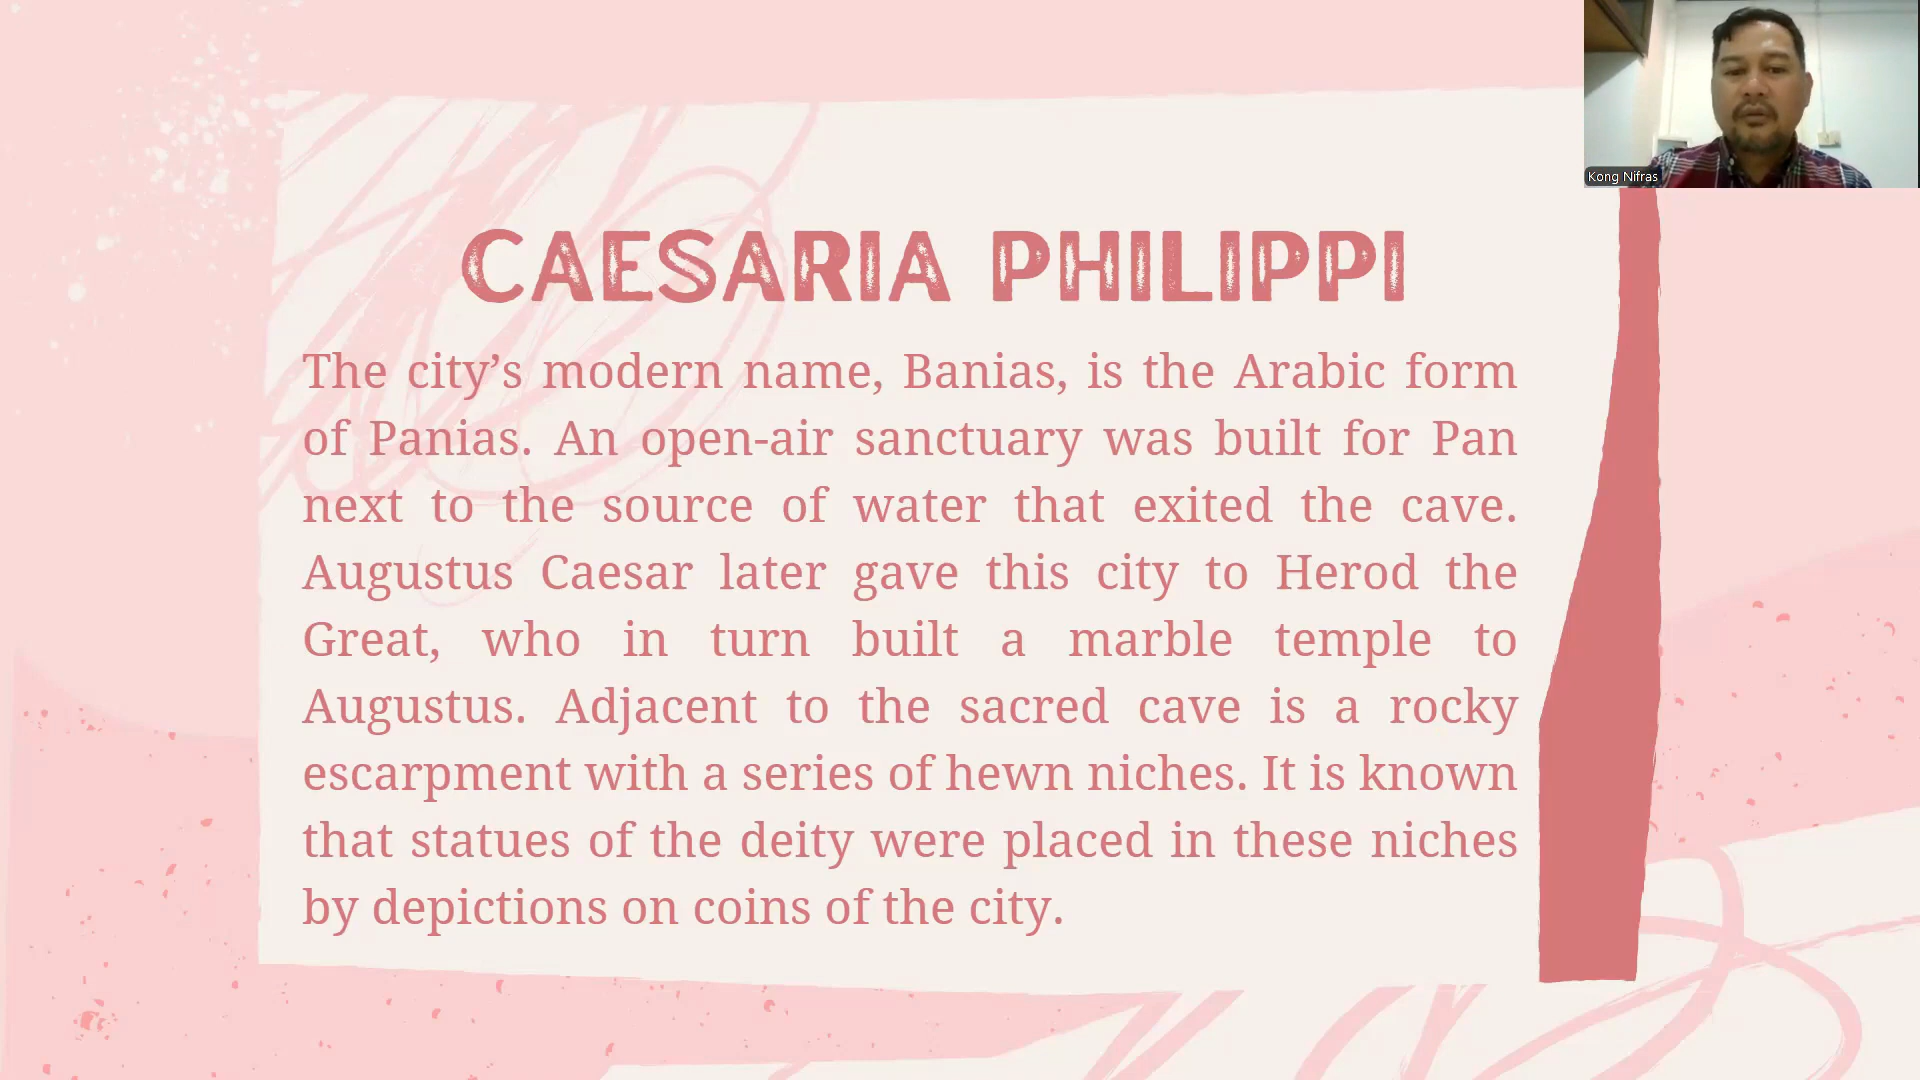 CAESARIA PHILIPPI
The city’s modern name, Banias, is the Arabic form
of Panias. An open-air sanctuary was built for Pan
next to the source of water that exited the cave.
Augustus Caesar later gave this city to Herod the
Great, who in turn built a marble temple to
Augustus. Adjacent to the sacred cave is a rocky
escarpment with a series of hewn niches. It is known
that statues of the deity were placed in these niches
by depictions on coins of the city.
Kong Nifras